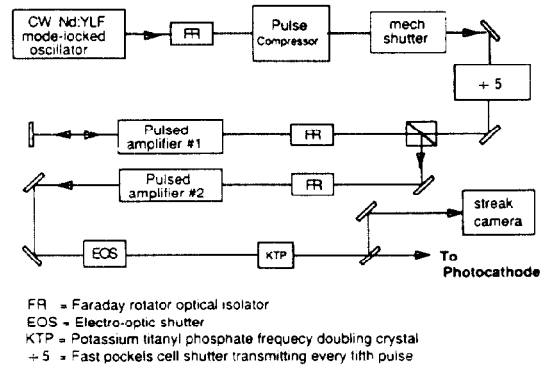 CW Nd:YLF
mode-locked
oscillator
FR
Pulse
Compressor
mech
shutter
÷ 5
Pulsed
amplifier #1
FR
Pulsed
amplifier #2
FR
streak
camera
EOS
KTP
To
Photocathode
FR = Faraday rotator optical isolator
EOS = Electro-optic shutter
KTP = Potassium titanyl phosphate frequecy doubling crystal
÷ 5 = Fast pockels cell shutter transmitting every fifth pulse